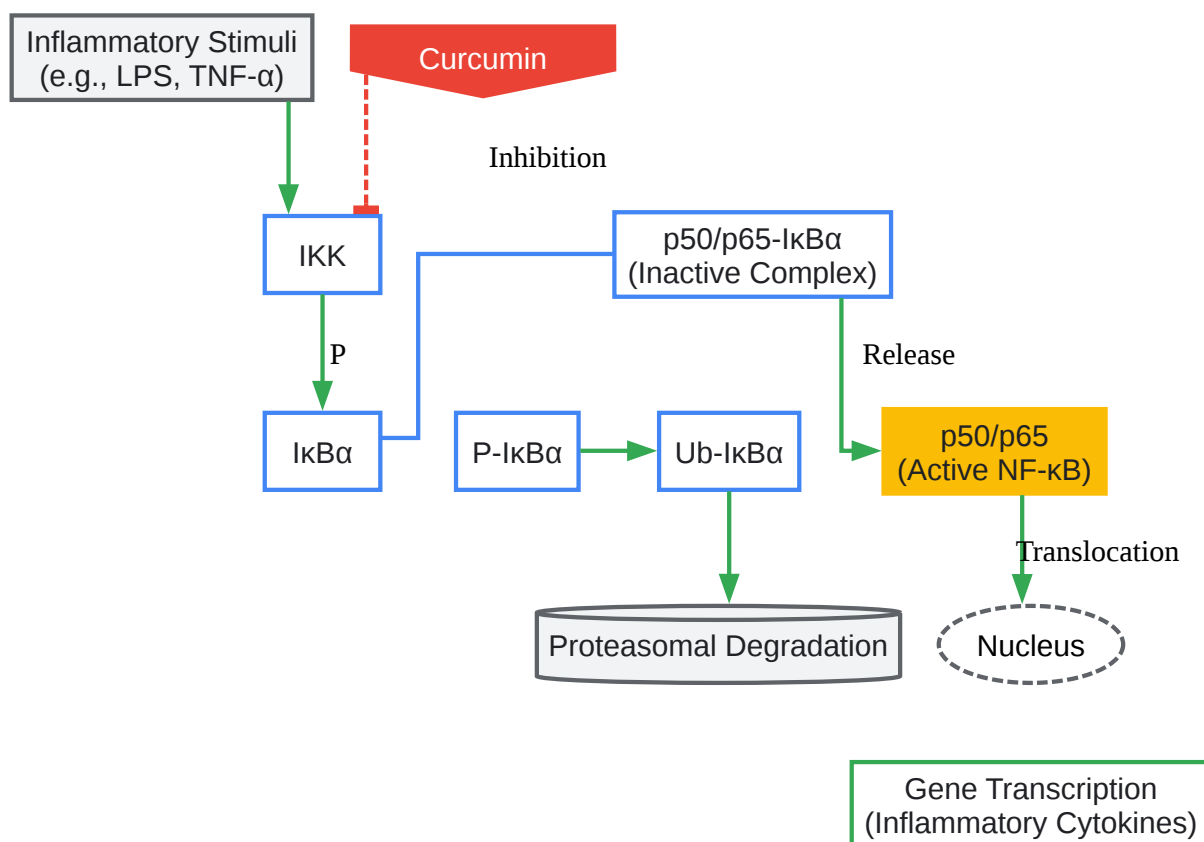 Inflammatory Stimuli
(e.g., LPS, TNF-α)
Curcumin
Inhibition
IKK
p50/p65-IκBα
(Inactive Complex)
P
Release
IκBα
P-IκBα
Ub-IκBα
p50/p65
(Active NF-κB)
Translocation
Proteasomal Degradation
Nucleus
Gene Transcription
(Inflammatory Cytokines)